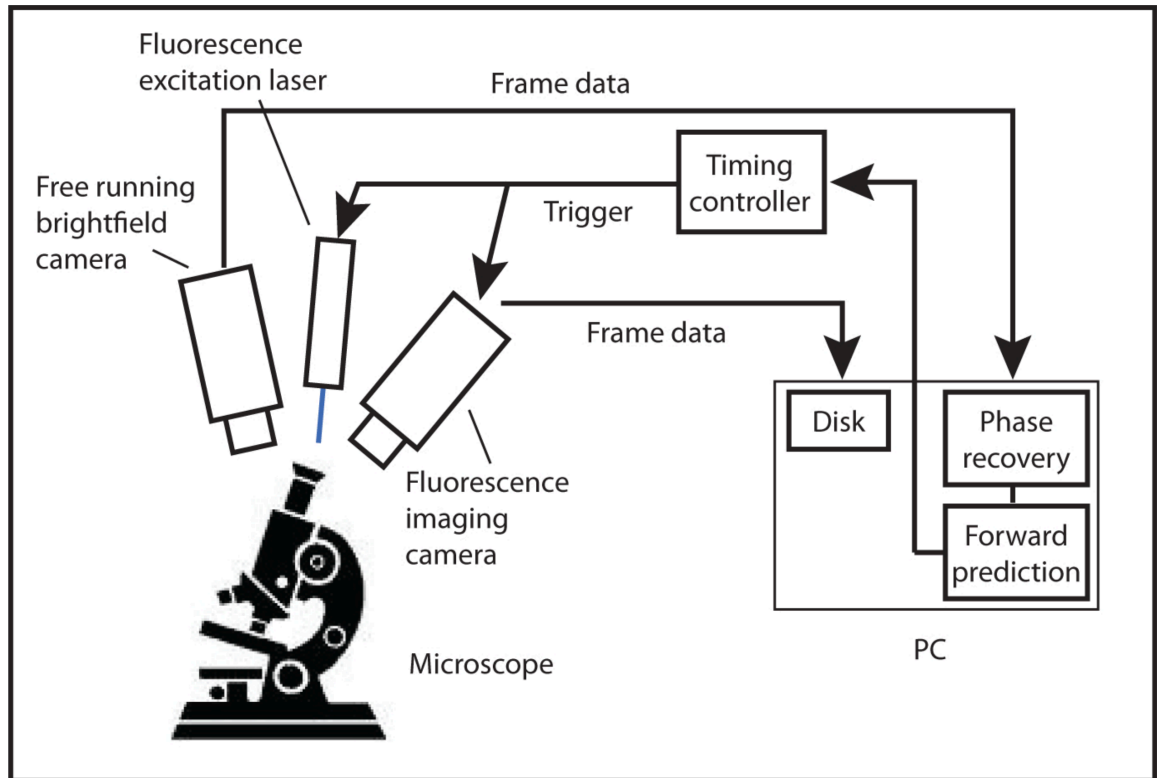 Fluorescence
excitation laser
Frame data
Free running
brightfield
camera
Timing
controller
Trigger
Frame data
Disk
Phase
recovery
Forward
prediction
Fluorescence
imaging
camera
PC
Microscope